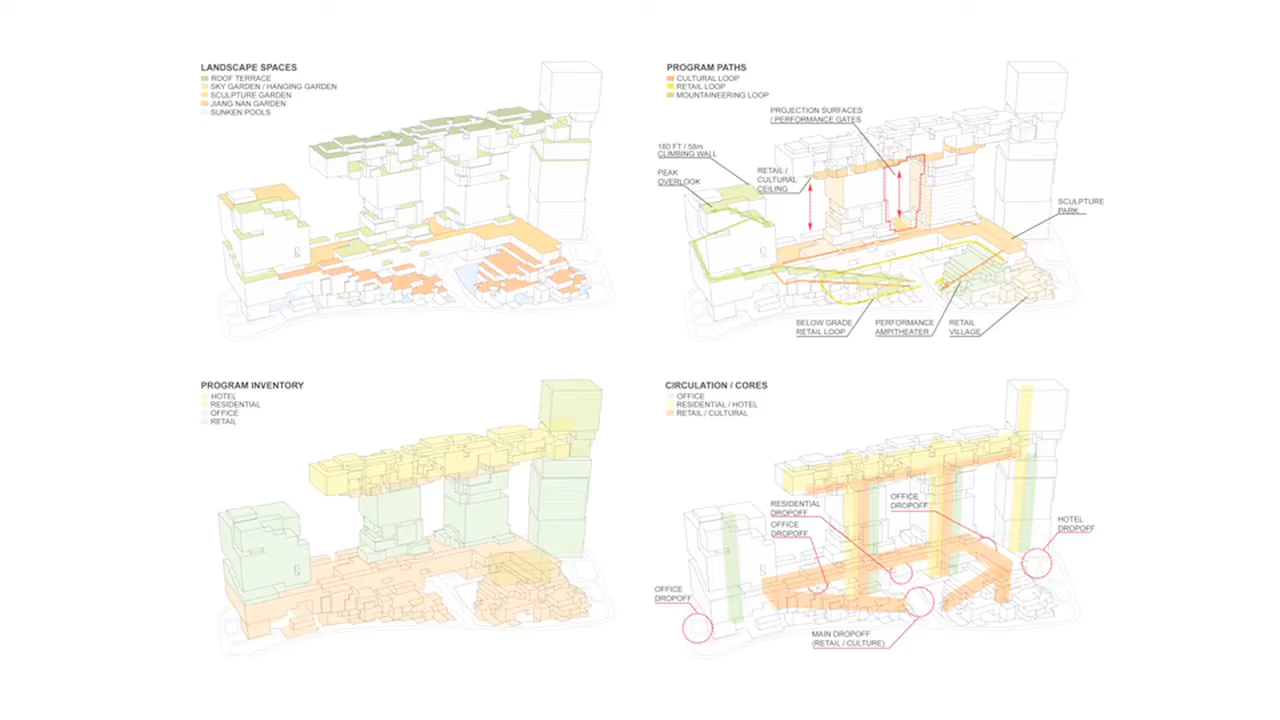 LANDSCAPE SPACES
ROOF TERRACE
SKY GARDEN / HANGING GARDEN
SCULPTURE GARDEN
JIANG NAN GARDEN
SUNKEN POOLS
PROGRAM PATHS
CULTURAL LOOP
RETAIL LOOP
MOUNTAINEERING LOOP
PROJECTION SURFACES
/ PERFORMANCE GATES
180 FT / 58m
CLIMBING WALL
PEAK
OVERLOOK
RETAIL /
CULTURAL
CEILING
SCULPTURE
PARK
BELOW GRADE
RETAIL LOOP
PERFORMANCE
AMPITHEATER
RETAIL
VILLAGE
PROGRAM INVENTORY
HOTEL
RESIDENTIAL
OFFICE
RETAIL
CIRCULATION / CORES
OFFICE
RESIDENTIAL / HOTEL
RETAIL / CULTURAL
RESIDENTIAL
DROPOFF
OFFICE
DROPOFF
OFFICE
DROPOFF
HOTEL
DROPOFF
OFFICE
DROPOFF
MAIN DROPOFF
(RETAIL / CULTURE)